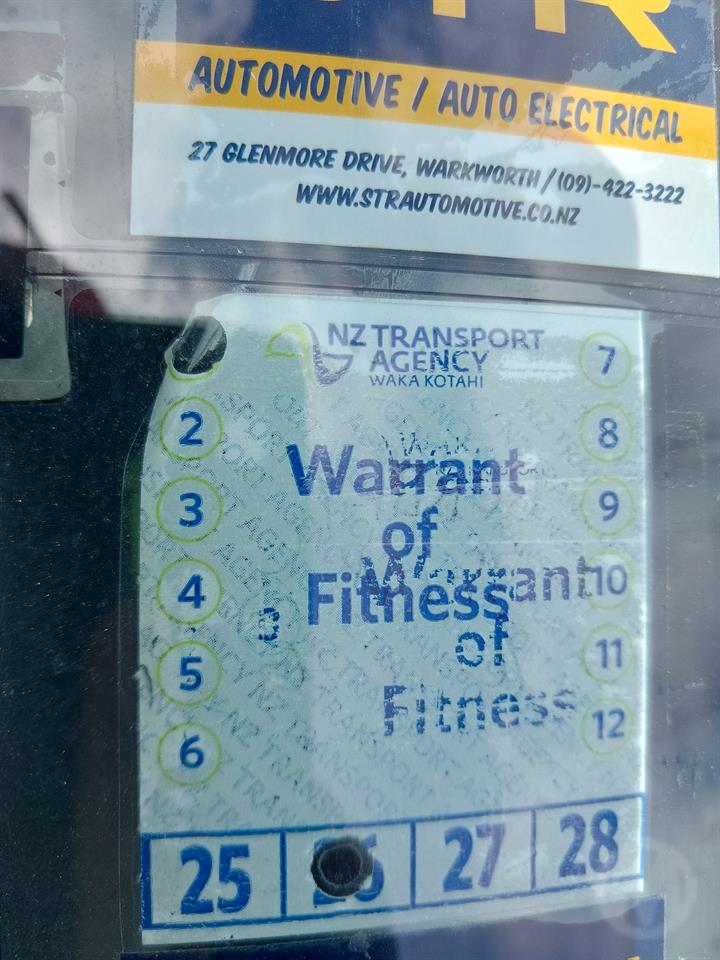 AUTOMOTIVE / AUTO ELECTRICAL
27 GLENMORE DRIVE, WARKWORTH / (09)-422-3222
WWW.STRAUTOMOTIVE.CO.NZ
NZ TRANSPORT
AGENCY
WAKA KOTAHI
Warrant
of
Fitness
Warrant
of
Fitness
2
3
4
5
6
7
8
9
10
11
12
25
27
28